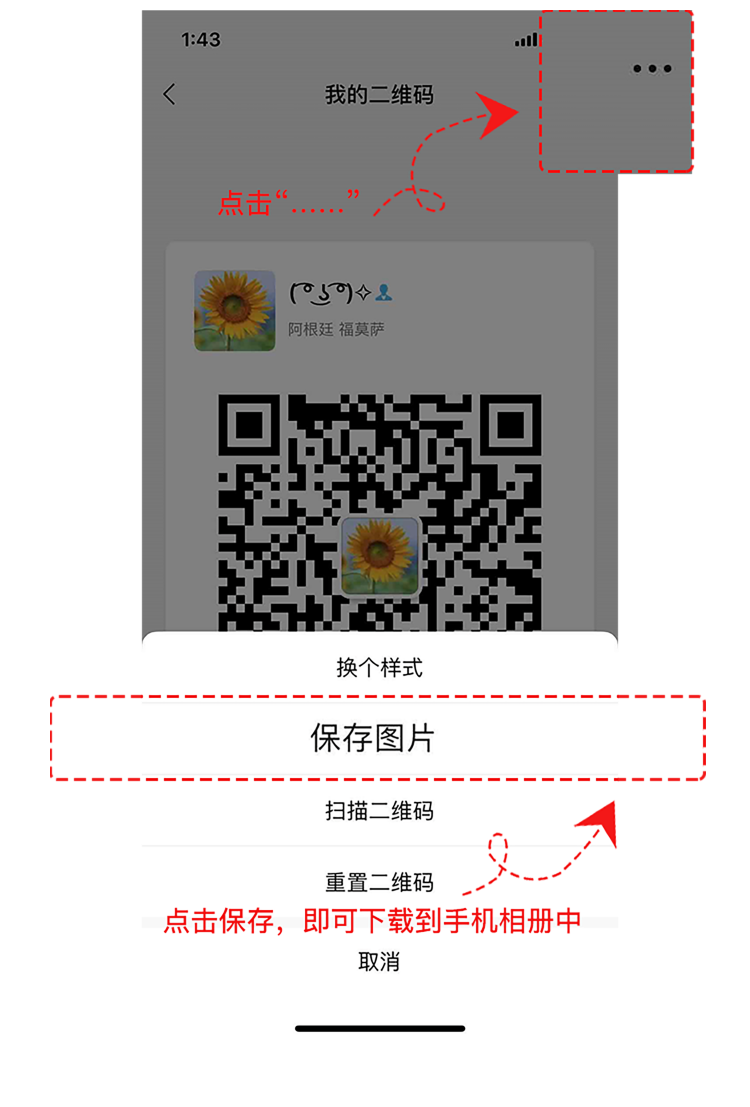 1:43
我的二维码
点击“……”
( ͡° ͜ʖ ͡°)✧👤
阿根廷 福莫萨
换个样式
保存图片
扫描二维码
重置二维码
点击保存，即可下载到手机相册中
取消